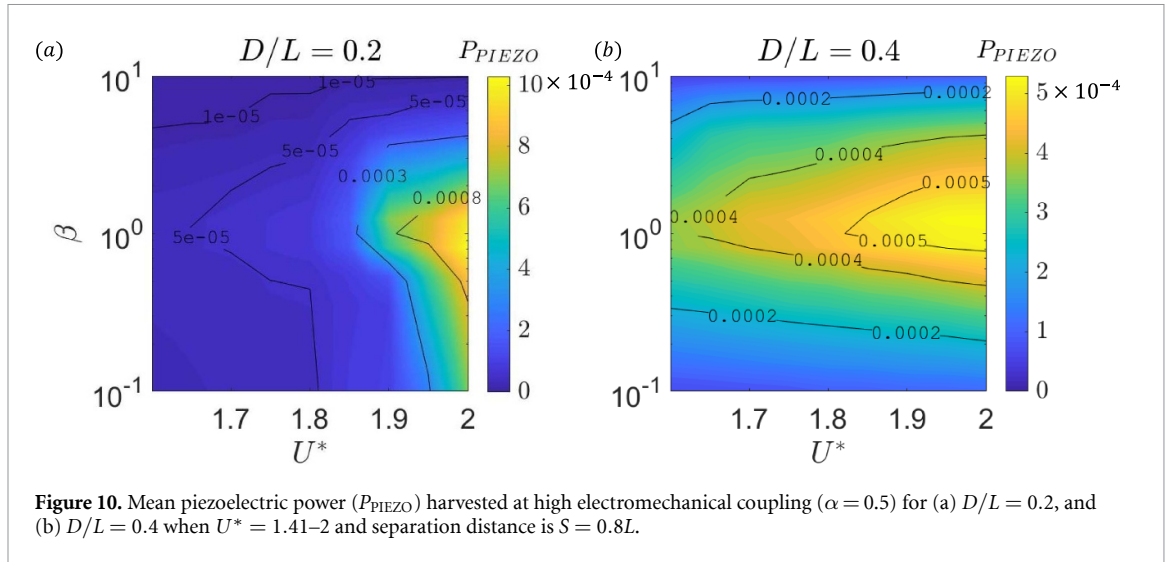 (a) D/L = 0.2 P_PIEZO (b) D/L = 0.4 P_PIEZO
10^1
10^0
10^-1
β
1.7 1.8 1.9 2
U*
1e-05
1e-05
5e-05
5e-05
5e-05
0.0003
0.0008
10 × 10^-4
8
6
4
2
0
10^1
10^0
10^-1
1.7 1.8 1.9 2
U*
0.0002
0.0002
0.0004
0.0005
0.0004
0.0005
0.0004
0.0002
0.0002
5 × 10^-4
4
3
2
1
0
Figure 10. Mean piezoelectric power (P_PIEZO) harvested at high electromechanical coupling (α = 0.5) for (a) D/L = 0.2, and
(b) D/L = 0.4 when U* = 1.41–2 and separation distance is S = 0.8L.